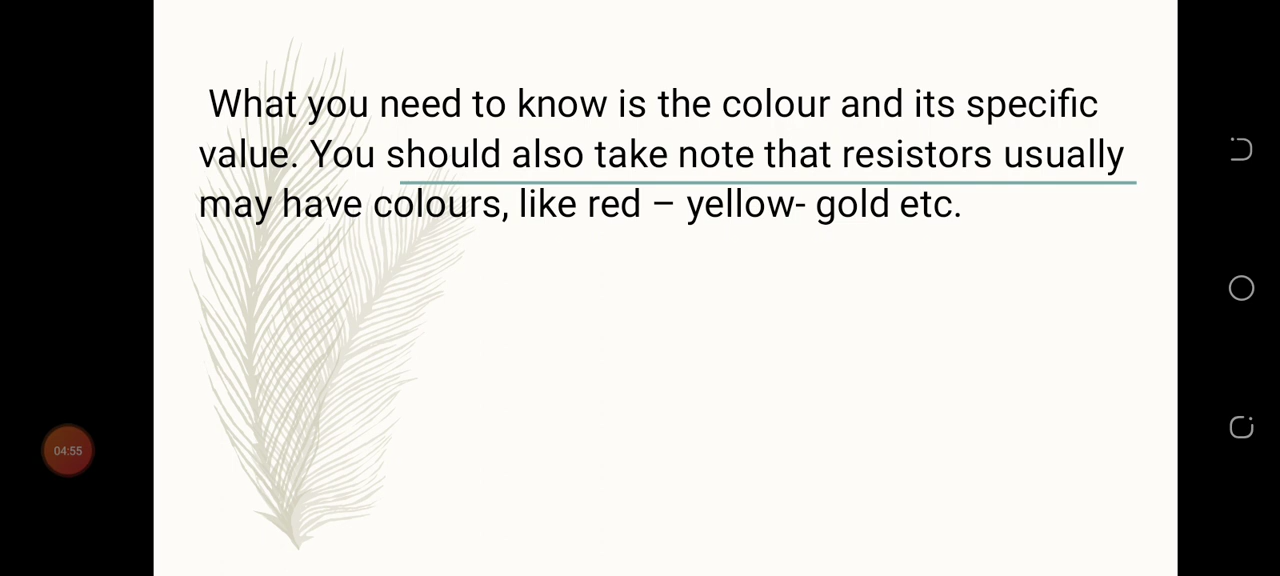 What you need to know is the colour and its specific
value. You should also take note that resistors usually
may have colours, like red – yellow- gold etc.
04:55